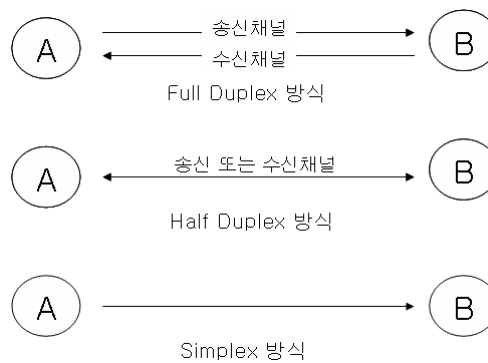 A
송신채널
B
수신채널
Full Duplex 방식
A
송신 또는 수신채널
B
Half Duplex 방식
A
B
Simplex 방식